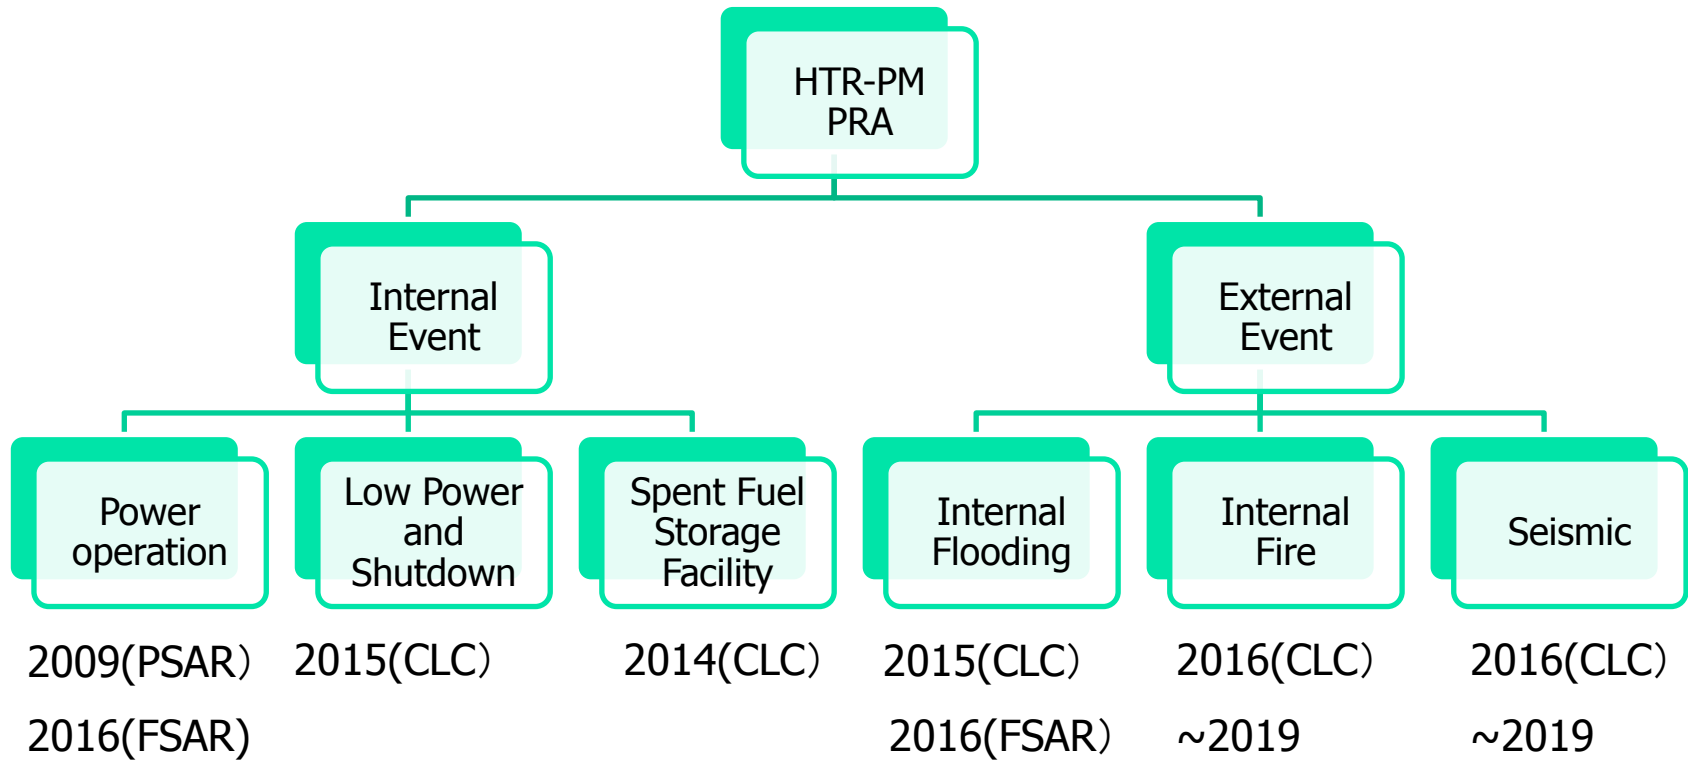 HTR-PM
PRA
Internal
Event
External
Event
Power
operation
Low Power
and
Shutdown
Spent Fuel
Storage
Facility
Internal
Flooding
Internal
Fire
Seismic
2009(PSAR）
2015(CLC）
2014(CLC）
2015(CLC）
2016(CLC）
2016(CLC）
2016(FSAR)
2016(FSAR）
~2019
~2019